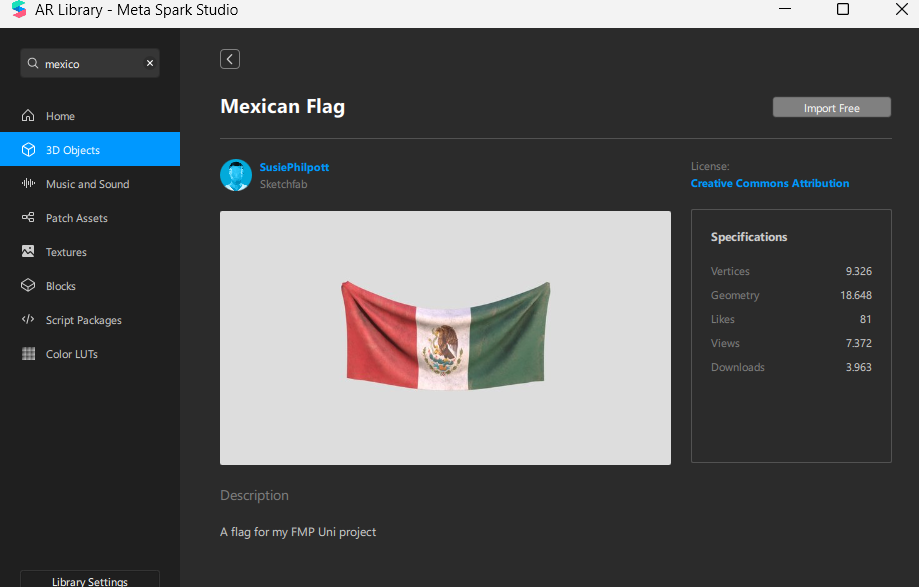 AR Library - Meta Spark Studio
mexico
Home
3D Objects
Music and Sound
Patch Assets
Textures
Blocks
Script Packages
Color LUTs
Library Settings
Mexican Flag
Import Free
SusiePhilpott
Sketchfab
License:
Creative Commons Attribution
Specifications
Vertices 9.326
Geometry 18.648
Likes 81
Views 7.372
Downloads 3.963
Description
A flag for my FMP Uni project